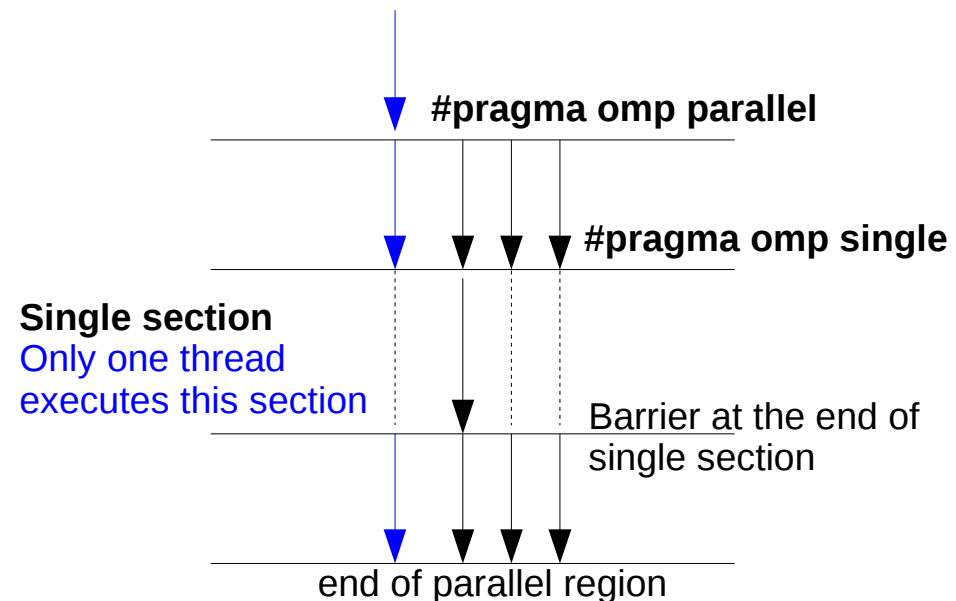 #pragma omp parallel
#pragma omp single
Single section
Only one thread
executes this section
Barrier at the end of
single section
end of parallel region